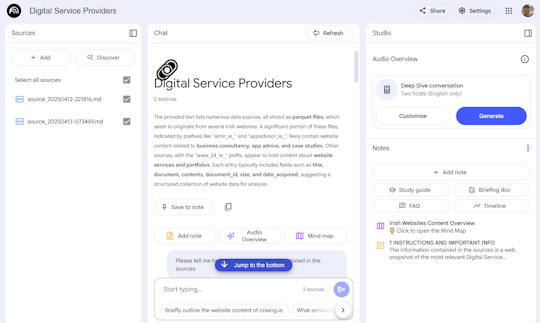 Digital Service Providers
Share
Settings
Sources
Add
Discover
Select all sources
source_20250412-221816.md
source_20250413-073459.md
Chat
Refresh
Digital Service Providers
2 sources
The provided text lists numerous data sources, all stored as parquet files, which
seem to originate from several Irish websites. A significant portion of these files,
indicated by prefixes like "aimir_ie_" and "appadvisor_ie_", likely contain website
content related to business consultancy, app advice, and case studies. Other
sources, with the "www_24_ie_" prefix, appear to hold content about website
services and portfolios. Each entry typically includes fields such as title,
document, contents, document_id, size, and date_acquired, suggesting a
structured collection of website data for analysis.
Save to note
Add note
Audio
Overview
Mind map
Please tell me
ioned in the
sources
Jump to the bottom
Start typing...
2 sources
Briefly outline the website content of cnieng.ie.
What services
Studio
Audio Overview
Deep Dive conversation
Two hosts (English only)
Customise
Generate
Notes
Add note
Study guide
Briefing doc
FAQ
Timeline
Irish Websites Content Overview
Click to open the Mind Map
1 INSTRUCTIONS AND IMPORTANT INFO
The Information contained in the sources is a web
snapshot of the most relevant Digital Service...